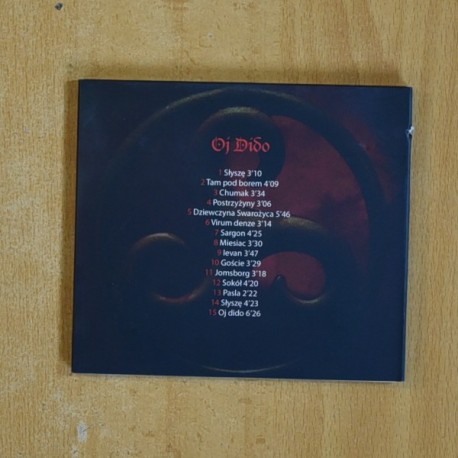 Oj Dido
1 Słyszę 3'10
2 Tam pod borem 4'09
3 Chumak 3'34
4 Postrzyżyny 3'06
5 Dziewczyna Swarożyca 5'46
6 Virum denze 3'14
7 Sargon 4'25
8 Miesiac 3'30
9 Ievan 3'47
10 Goście 3'29
11 Jomsborg 3'18
12 Sokół 4'20
13 Pasla 2'22
14 Słyszę 4'23
15 Oj dido 6'26